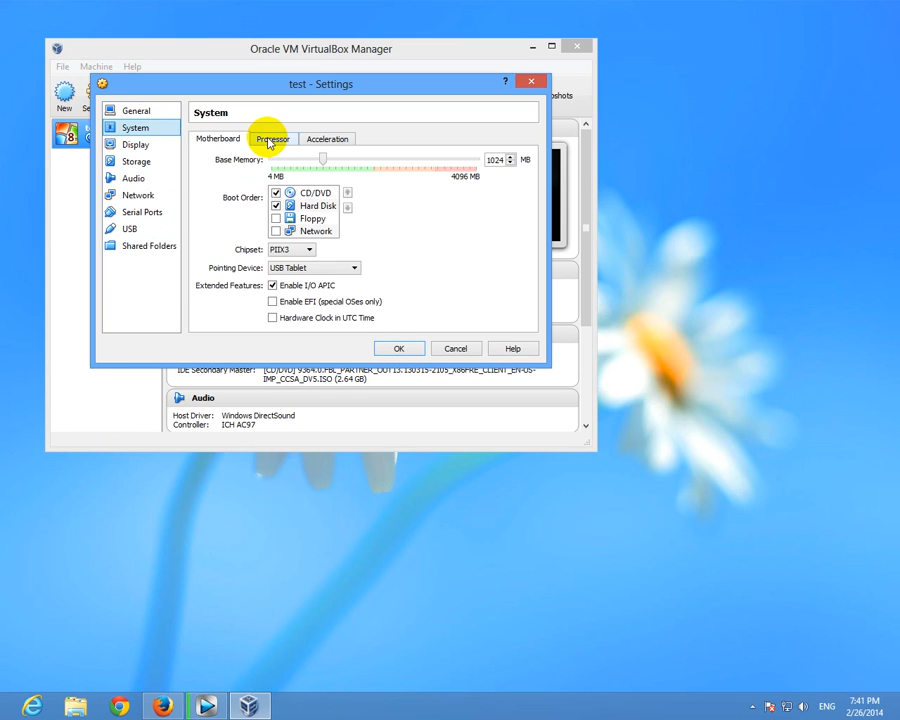 Oracle VM VirtualBox Manager
File Machine Help
New
test - Settings
?
General
System
Display
Storage
Audio
Network
Serial Ports
USB
Shared Folders
System
Motherboard Processor Acceleration
Base Memory: 1024 MB
4 MB 4096 MB
Boot Order: CD/DVD
Hard Disk
Floppy
Network
Chipset: PIIX3
Pointing Device: USB Tablet
Extended Features: Enable I/O APIC
Enable EFI (special OSes only)
Hardware Clock in UTC Time
OK Cancel Help
IDE Secondary Master: [CD/DVD] 9364.0.FBL_PARTNER_OUT13.130315-2105_X86FRE_CLIENT_EN-US-
IMP_CCSA_DV5.ISO (2.64 GB)
Audio
Host Driver: Windows DirectSound
Controller: ICH AC97
ENG
7:41 PM
2/26/2014